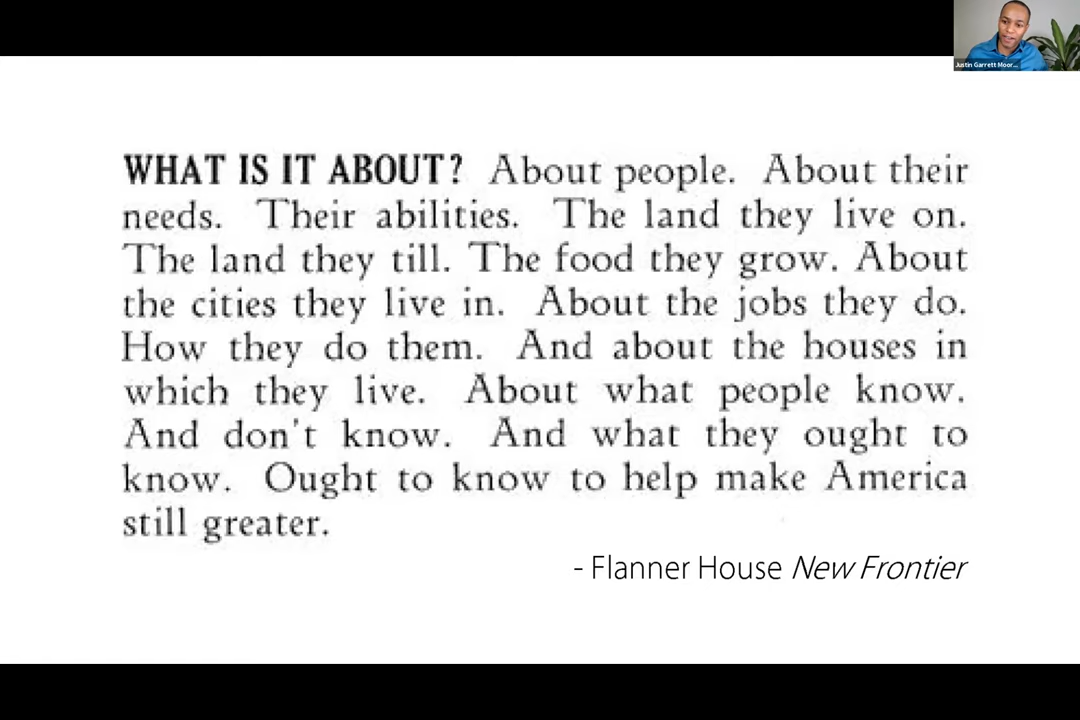 Justin Garrett Moor...
WHAT IS IT ABOUT? About people. About their
needs. Their abilities. The land they live on.
The land they till. The food they grow. About
the cities they live in. About the jobs they do.
How they do them. And about the houses in
which they live. About what people know.
And don't know. And what they ought to
know. Ought to know to help make America
still greater.
- Flanner House New Frontier